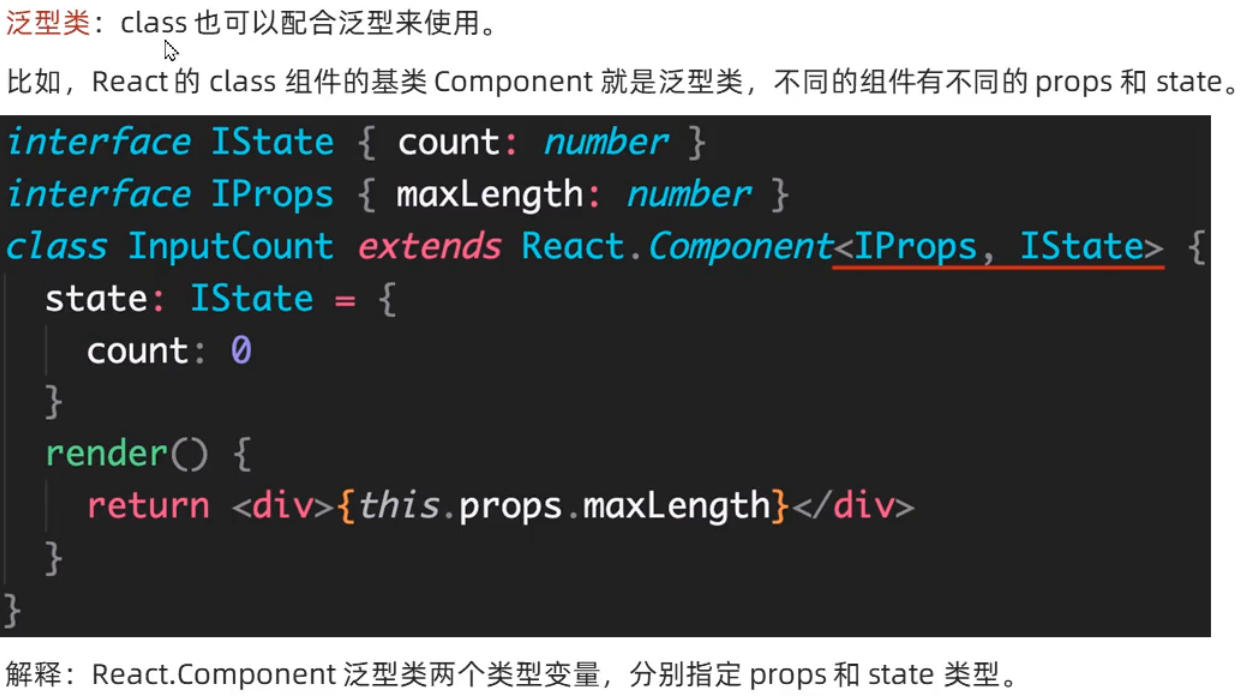 泛型类：class 也可以配合泛型来使用。
比如，React 的 class 组件的基类 Component 就是泛型类，不同的组件有不同的 props 和 state。
interface IState { count: number }
interface IProps { maxLength: number }
class InputCount extends React.Component<IProps, IState> {
state: IState = {
count: 0
}
render() {
return <div>{this.props.maxLength}</div>
}
}
解释：React.Component 泛型类两个类型变量，分别指定 props 和 state 类型。